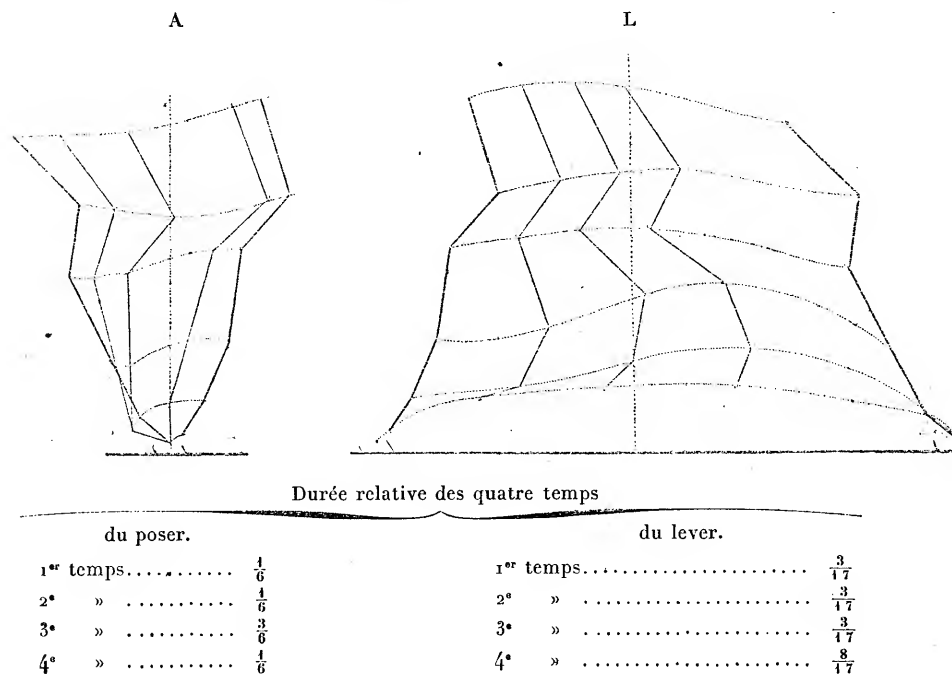 A L
Durée relative des quatre temps
du poser. du lever.
1er temps........... 1/6 1er temps........................ 3/17
2e » ........... 1/6 2e » ........................ 3/17
3e » ........... 3/6 3e » ........................ 3/17
4e » ........... 1/6 4e » ........................ 8/17